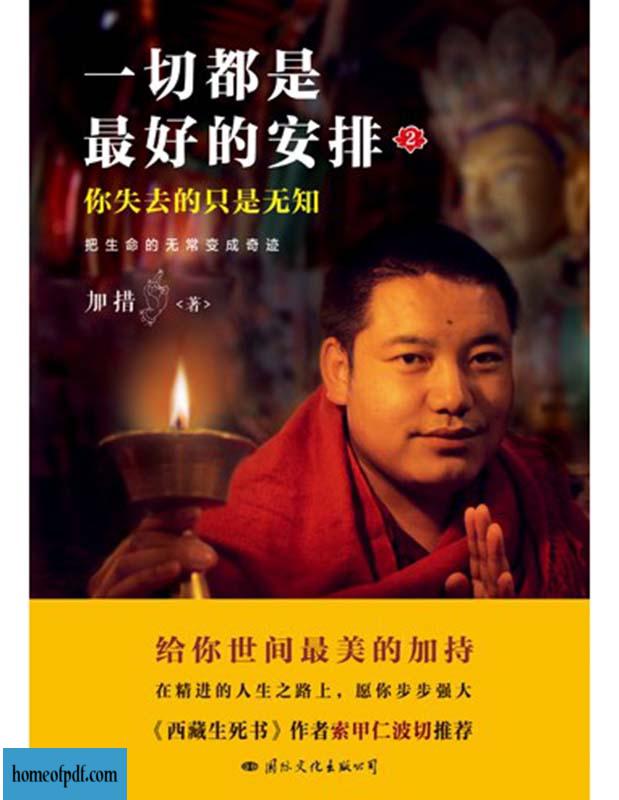 一切都是
最好的安排 2
你失去的只是无知
把生命的无常变成奇迹
加措 <著>
给你世间最美的加持
在精进的人生之路上，愿你步步强大
《西藏生死书》作者索甲仁波切推荐
国际文化出版公司
homeofpdf.com